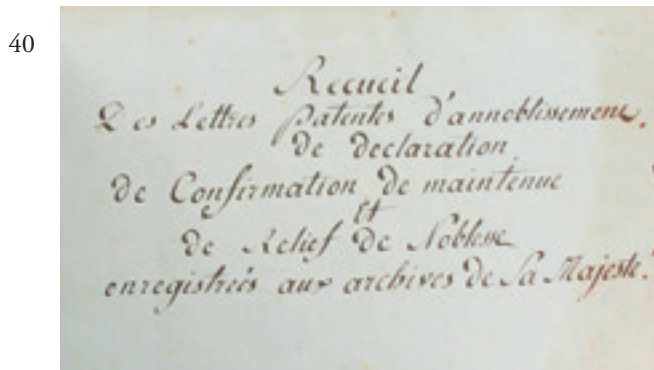 40
Recueil
Des Lettres patentes d'annoblissement.
de declaration
de Confirmation de maintenue
et
de Relief de Noblesse
enregistreés aux archives de Sa Majesté.